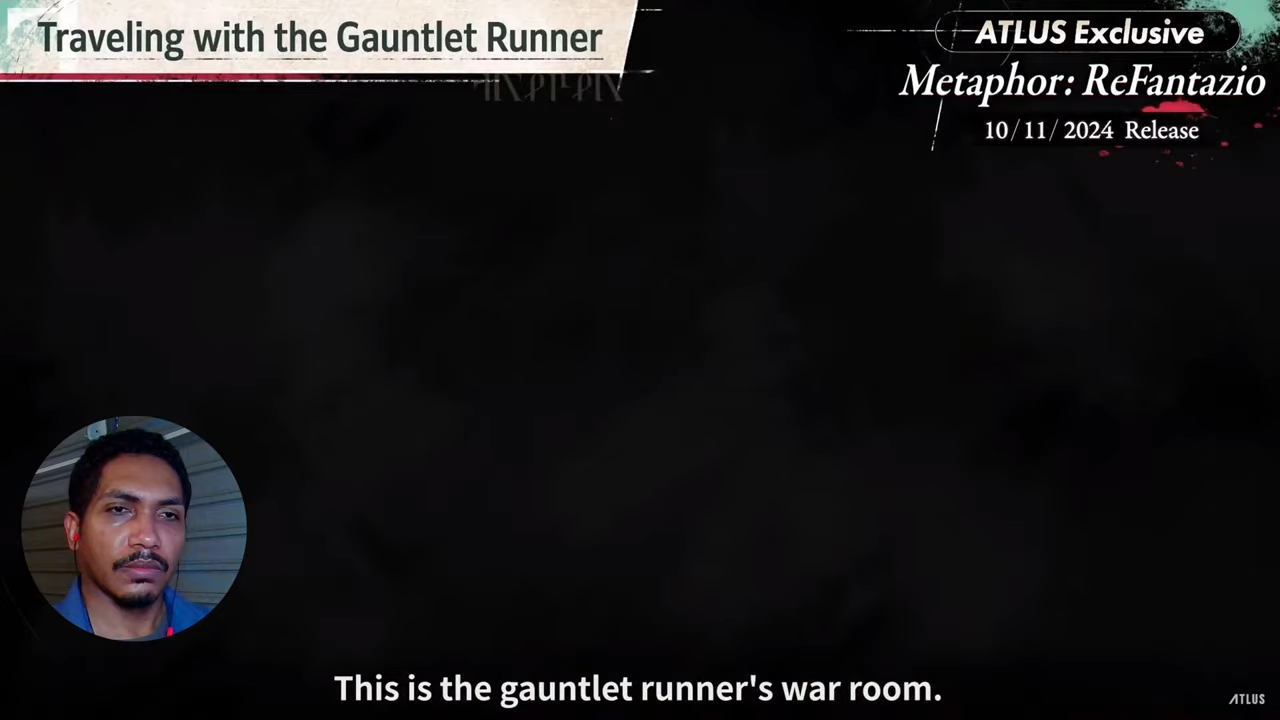 Traveling with the Gauntlet Runner
ATLUS Exclusive
Metaphor: ReFantazio
10/11/2024 Release
This is the gauntlet runner's war room.
ATLUS